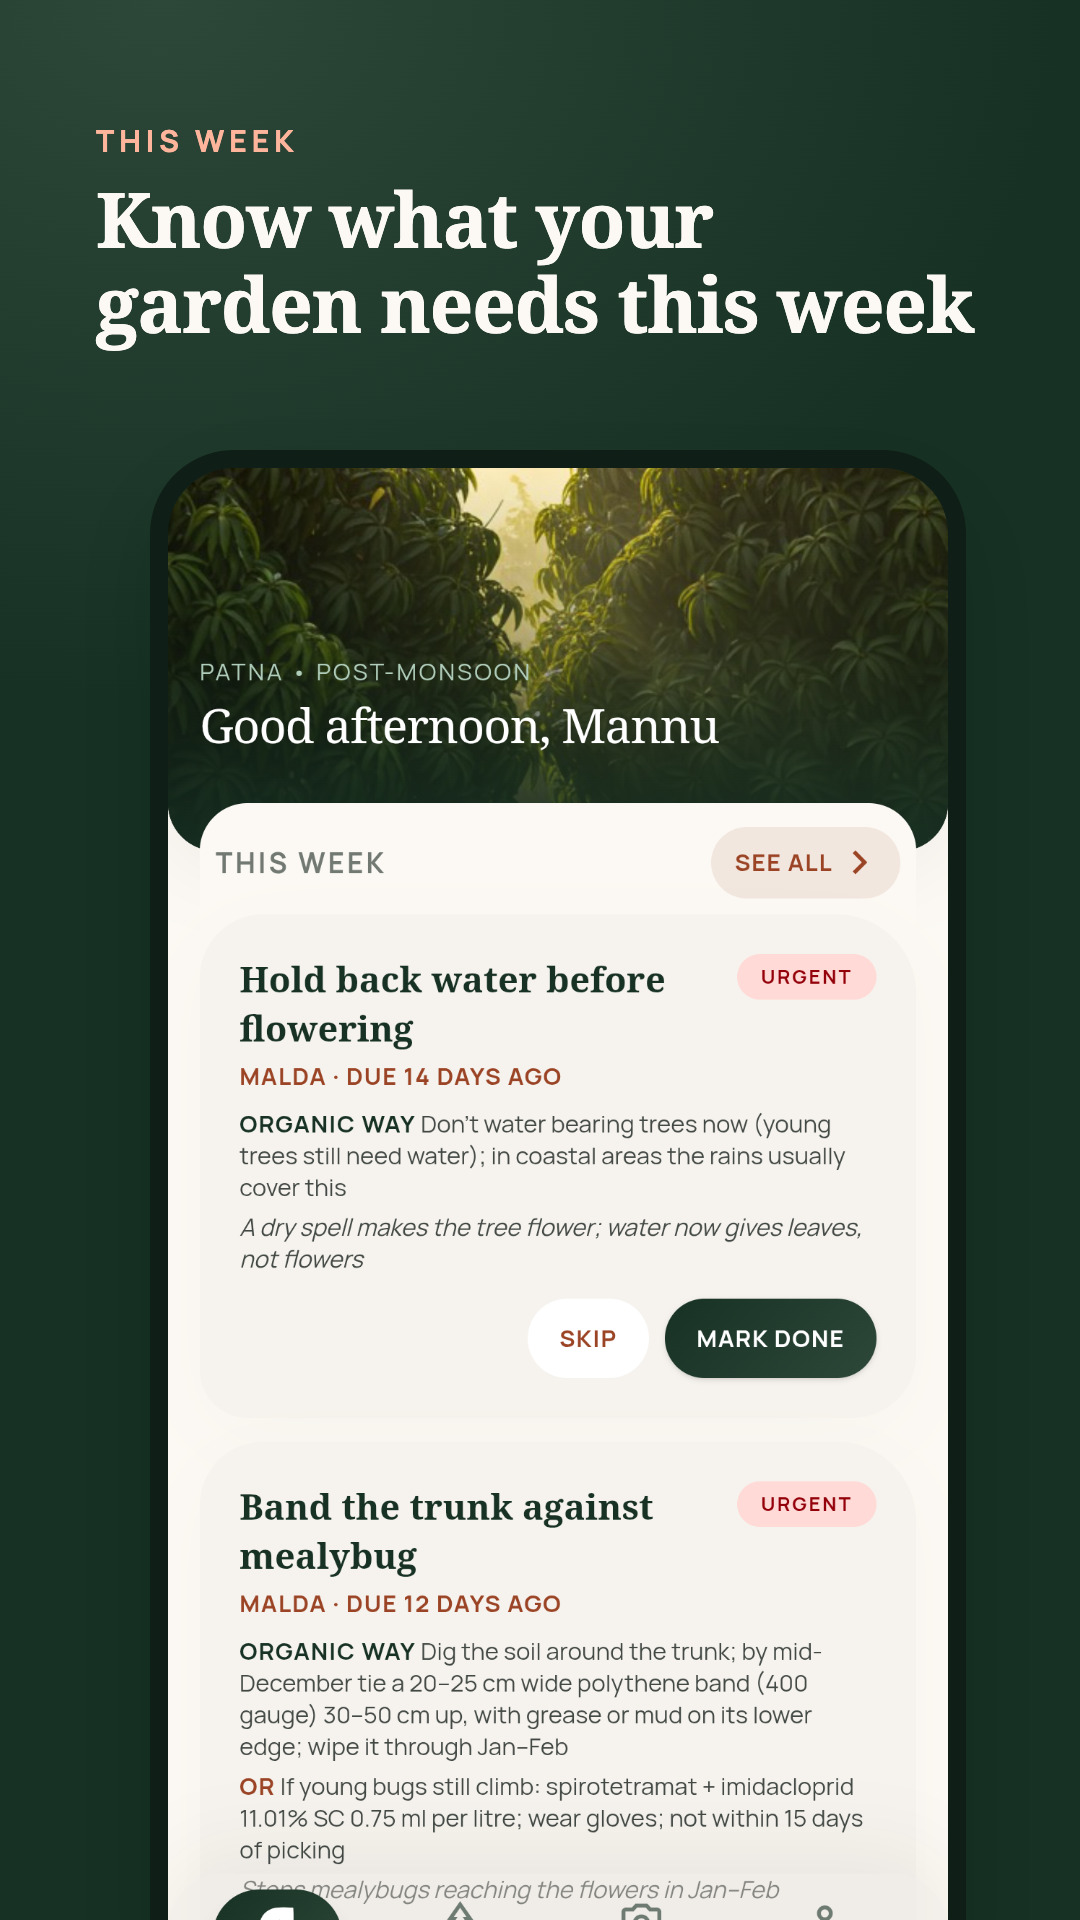 THIS WEEK
Know what your
garden needs this week
PATNA • POST-MONSOON
Good afternoon, Mannu
THIS WEEK
SEE ALL
Hold back water before
flowering
URGENT
MALDA · DUE 14 DAYS AGO
ORGANIC WAY Don't water bearing trees now (young
trees still need water); in coastal areas the rains usually
cover this
A dry spell makes the tree flower; water now gives leaves,
not flowers
SKIP
MARK DONE
Band the trunk against
mealybug
URGENT
MALDA · DUE 12 DAYS AGO
ORGANIC WAY Dig the soil around the trunk; by mid-
December tie a 20–25 cm wide polythene band (400
gauge) 30–50 cm up, with grease or mud on its lower
edge; wipe it through Jan–Feb
OR If young bugs still climb: spirotetramat + imidacloprid
11.01% SC 0.75 ml per litre; wear gloves; not within 15 days
of picking
Stops mealybugs reaching the flowers in Jan–Feb